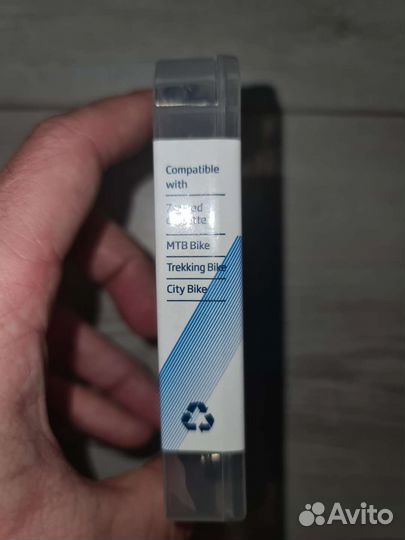 Compatible
with
MTB Bike
Trekking Bike
City Bike
Avito